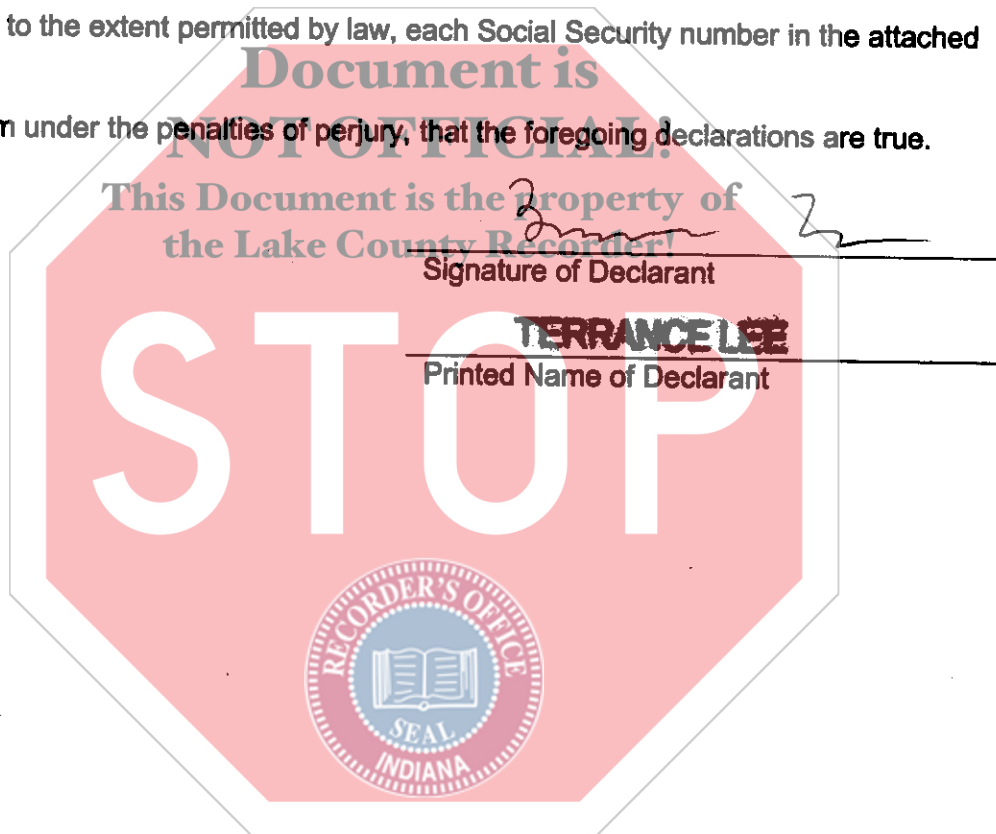 to the extent permitted by law, each Social Security number in the attached
Document is
under the penalties of perjury, that the foregoing declarations are true.
NOT OFFICIAL!
This Document is the property of
the Lake County Recorder!
Signature of Declarant
TERRANCE LEE
Printed Name of Declarant
STOP
RECORDER'S OFFICE
SEAL
INDIANA